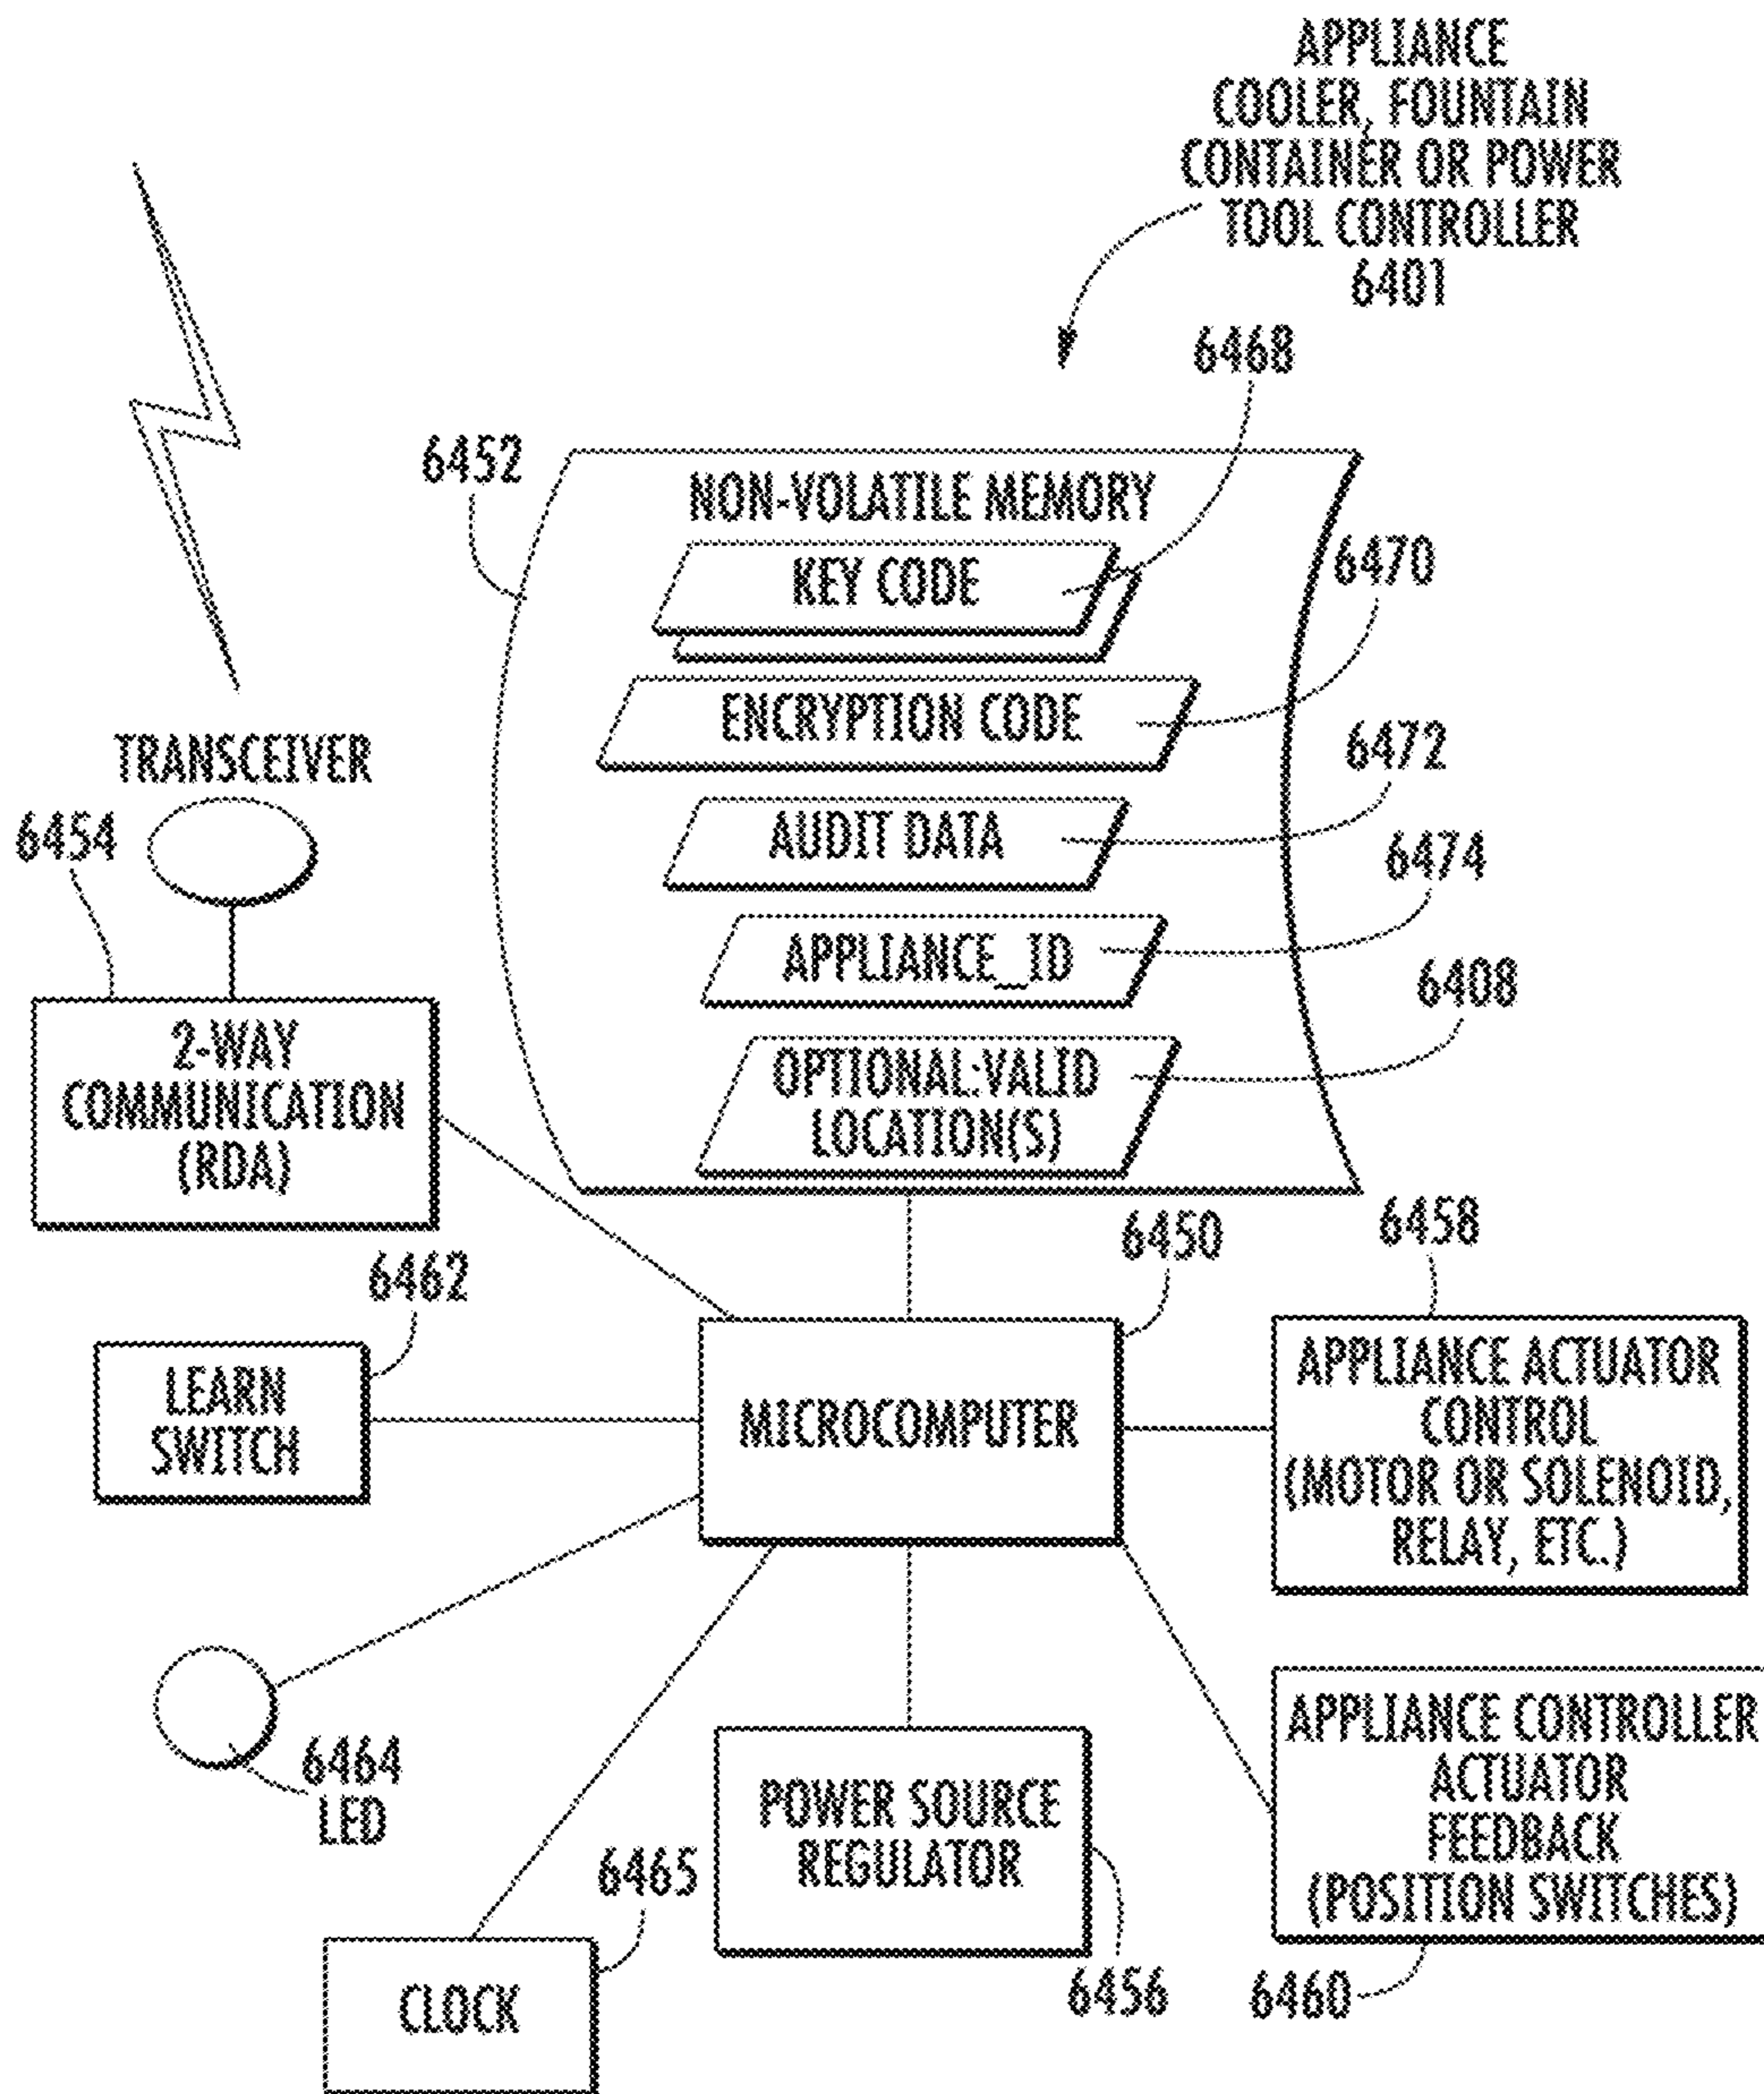 APPLIANCE
COOLER, FOUNTAIN
CONTAINER OR POWER
TOOL CONTROLLER
6401
6468
6452
NON-VOLATILE MEMORY
KEY CODE
6470
ENCRYPTION CODE
6472
TRANSCEIVER
6454
AUDIT DATA
6474
APPLIANCE_ID
6408
2-WAY
COMMUNICATION
(RDA)
OPTIONAL:VALID
LOCATION(S)
6450
6458
6462
LEARN
SWITCH
MICROCOMPUTER
APPLIANCE ACTUATOR
CONTROL
(MOTOR OR SOLENOID,
RELAY, ETC.)
6464
LED
POWER SOURCE
REGULATOR
APPLIANCE CONTROLLER
ACTUATOR
FEEDBACK
(POSITION SWITCHES)
6465
CLOCK
6456
6460